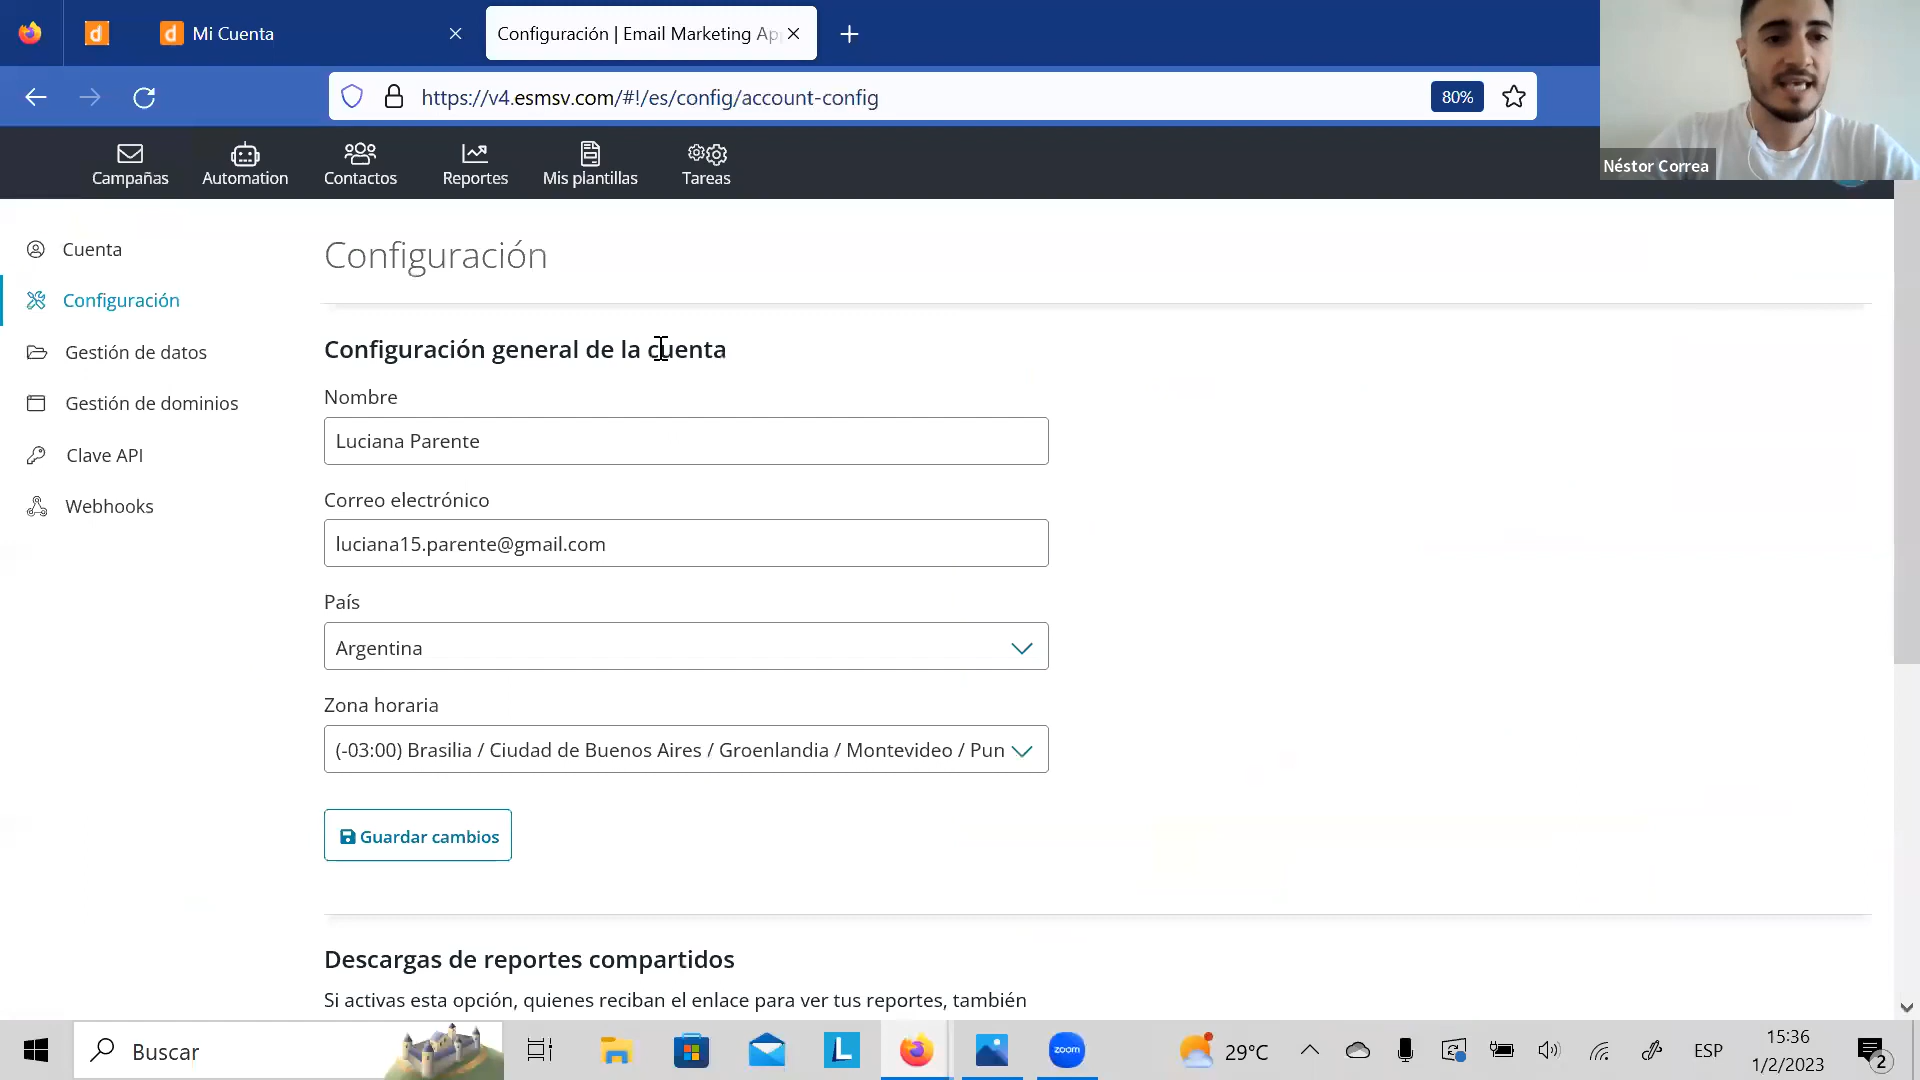 d
d Mi Cuenta
Configuración | Email Marketing Ap
https://v4.esmsv.com/#!/es/config/account-config
80%
Néstor Correa
Campañas
Automation
Contactos
Reportes
Mis plantillas
Tareas
Cuenta
Configuración
Gestión de datos
Gestión de dominios
Clave API
Webhooks
Configuración
Configuración general de la cuenta
Nombre
Luciana Parente
Correo electrónico
luciana15.parente@gmail.com
País
Argentina
Zona horaria
(-03:00) Brasilia / Ciudad de Buenos Aires / Groenlandia / Montevideo / Pun
Guardar cambios
Descargas de reportes compartidos
Si activas esta opción, quienes reciban el enlace para ver tus reportes, también
Buscar
L
zoom
29°C
ESP
15:36
1/2/2023
2